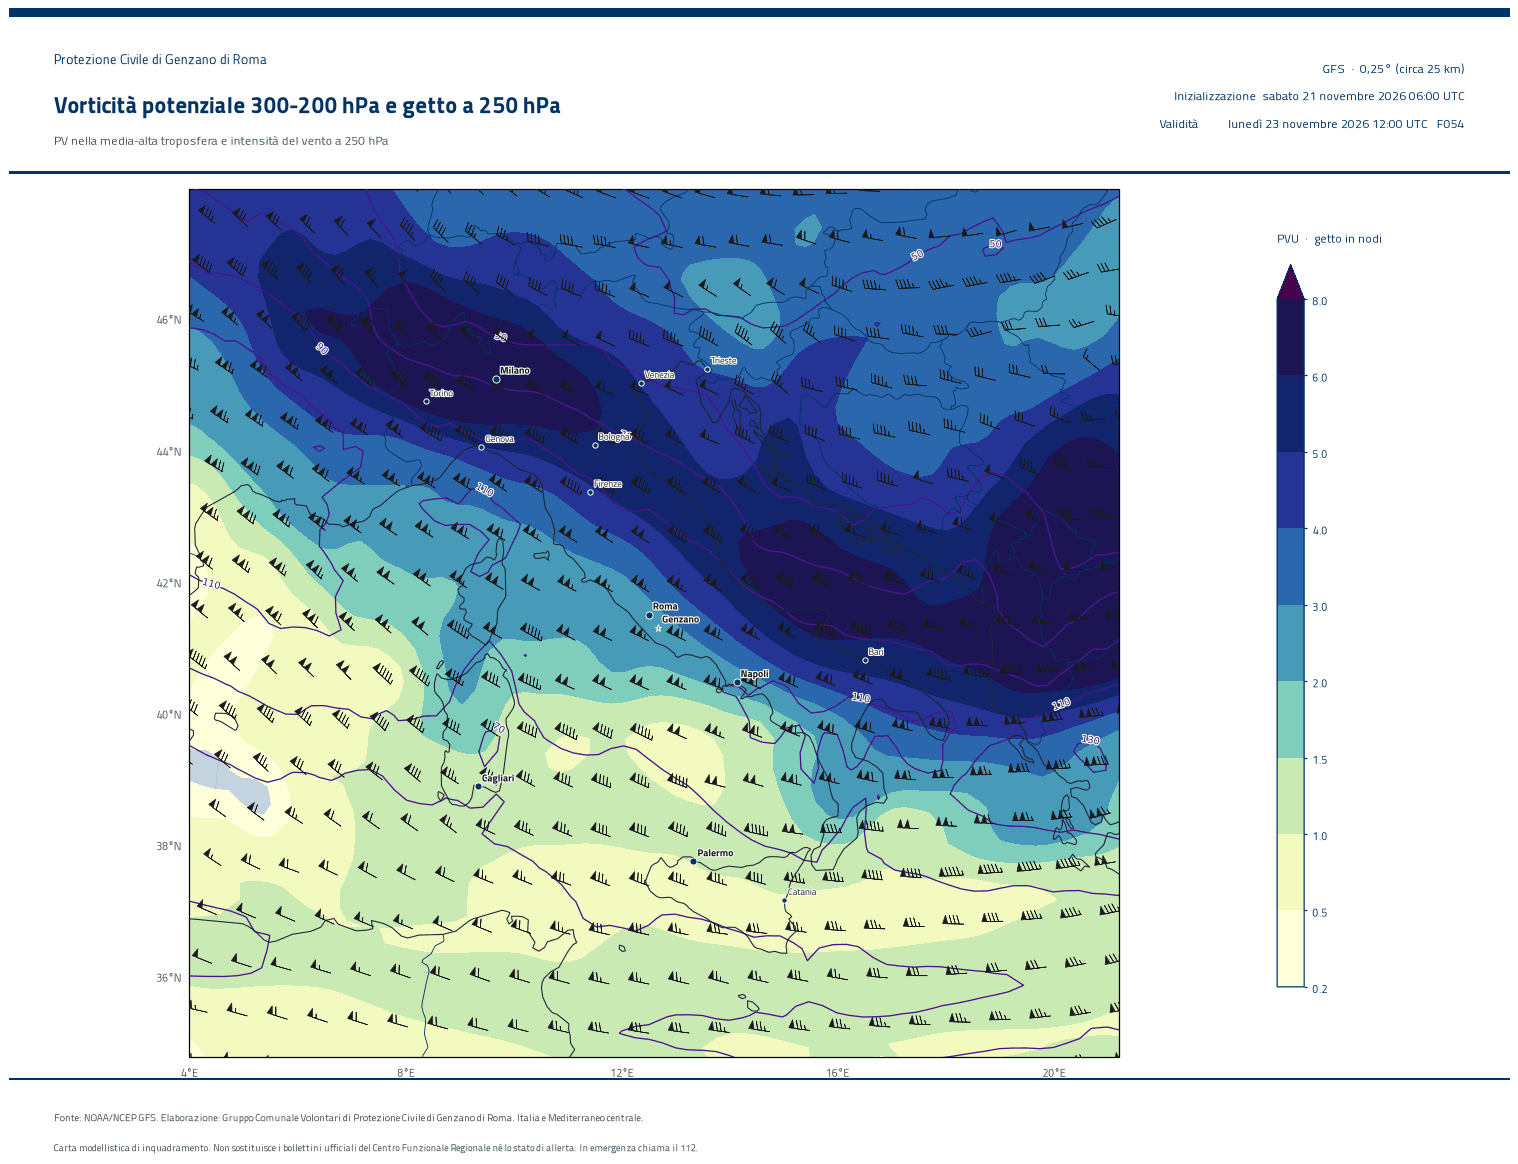 Protezione Civile di Genzano di Roma
Vorticità potenziale 300-200 hPa e getto a 250 hPa
PV nella media-alta troposfera e intensità del vento a 250 hPa
GFS · 0,25° (circa 25 km)
Inizializzazione sabato 21 novembre 2026 06:00 UTC
Validità lunedì 23 novembre 2026 12:00 UTC F054
PVU · getto in nodi
8.0
6.0
5.0
4.0
3.0
2.0
1.5
1.0
0.5
0.2
46°N
44°N
42°N
40°N
38°N
36°N
4°E
8°E
12°E
16°E
20°E
50
50
50
90
110
110
110
110
130
70
Trieste
Venezia
Milano
Torino
Genova
Bologna
Firenze
Roma
Genzano
Bari
Napoli
Cagliari
Palermo
Catania
Fonte: NOAA/NCEP GFS. Elaborazione: Gruppo Comunale Volontari di Protezione Civile di Genzano di Roma. Italia e Mediterraneo centrale.
Carta modellistica di inquadramento. Non sostituisce i bollettini ufficiali del Centro Funzionale Regionale né lo stato di allerta. In emergenza chiama il 112.